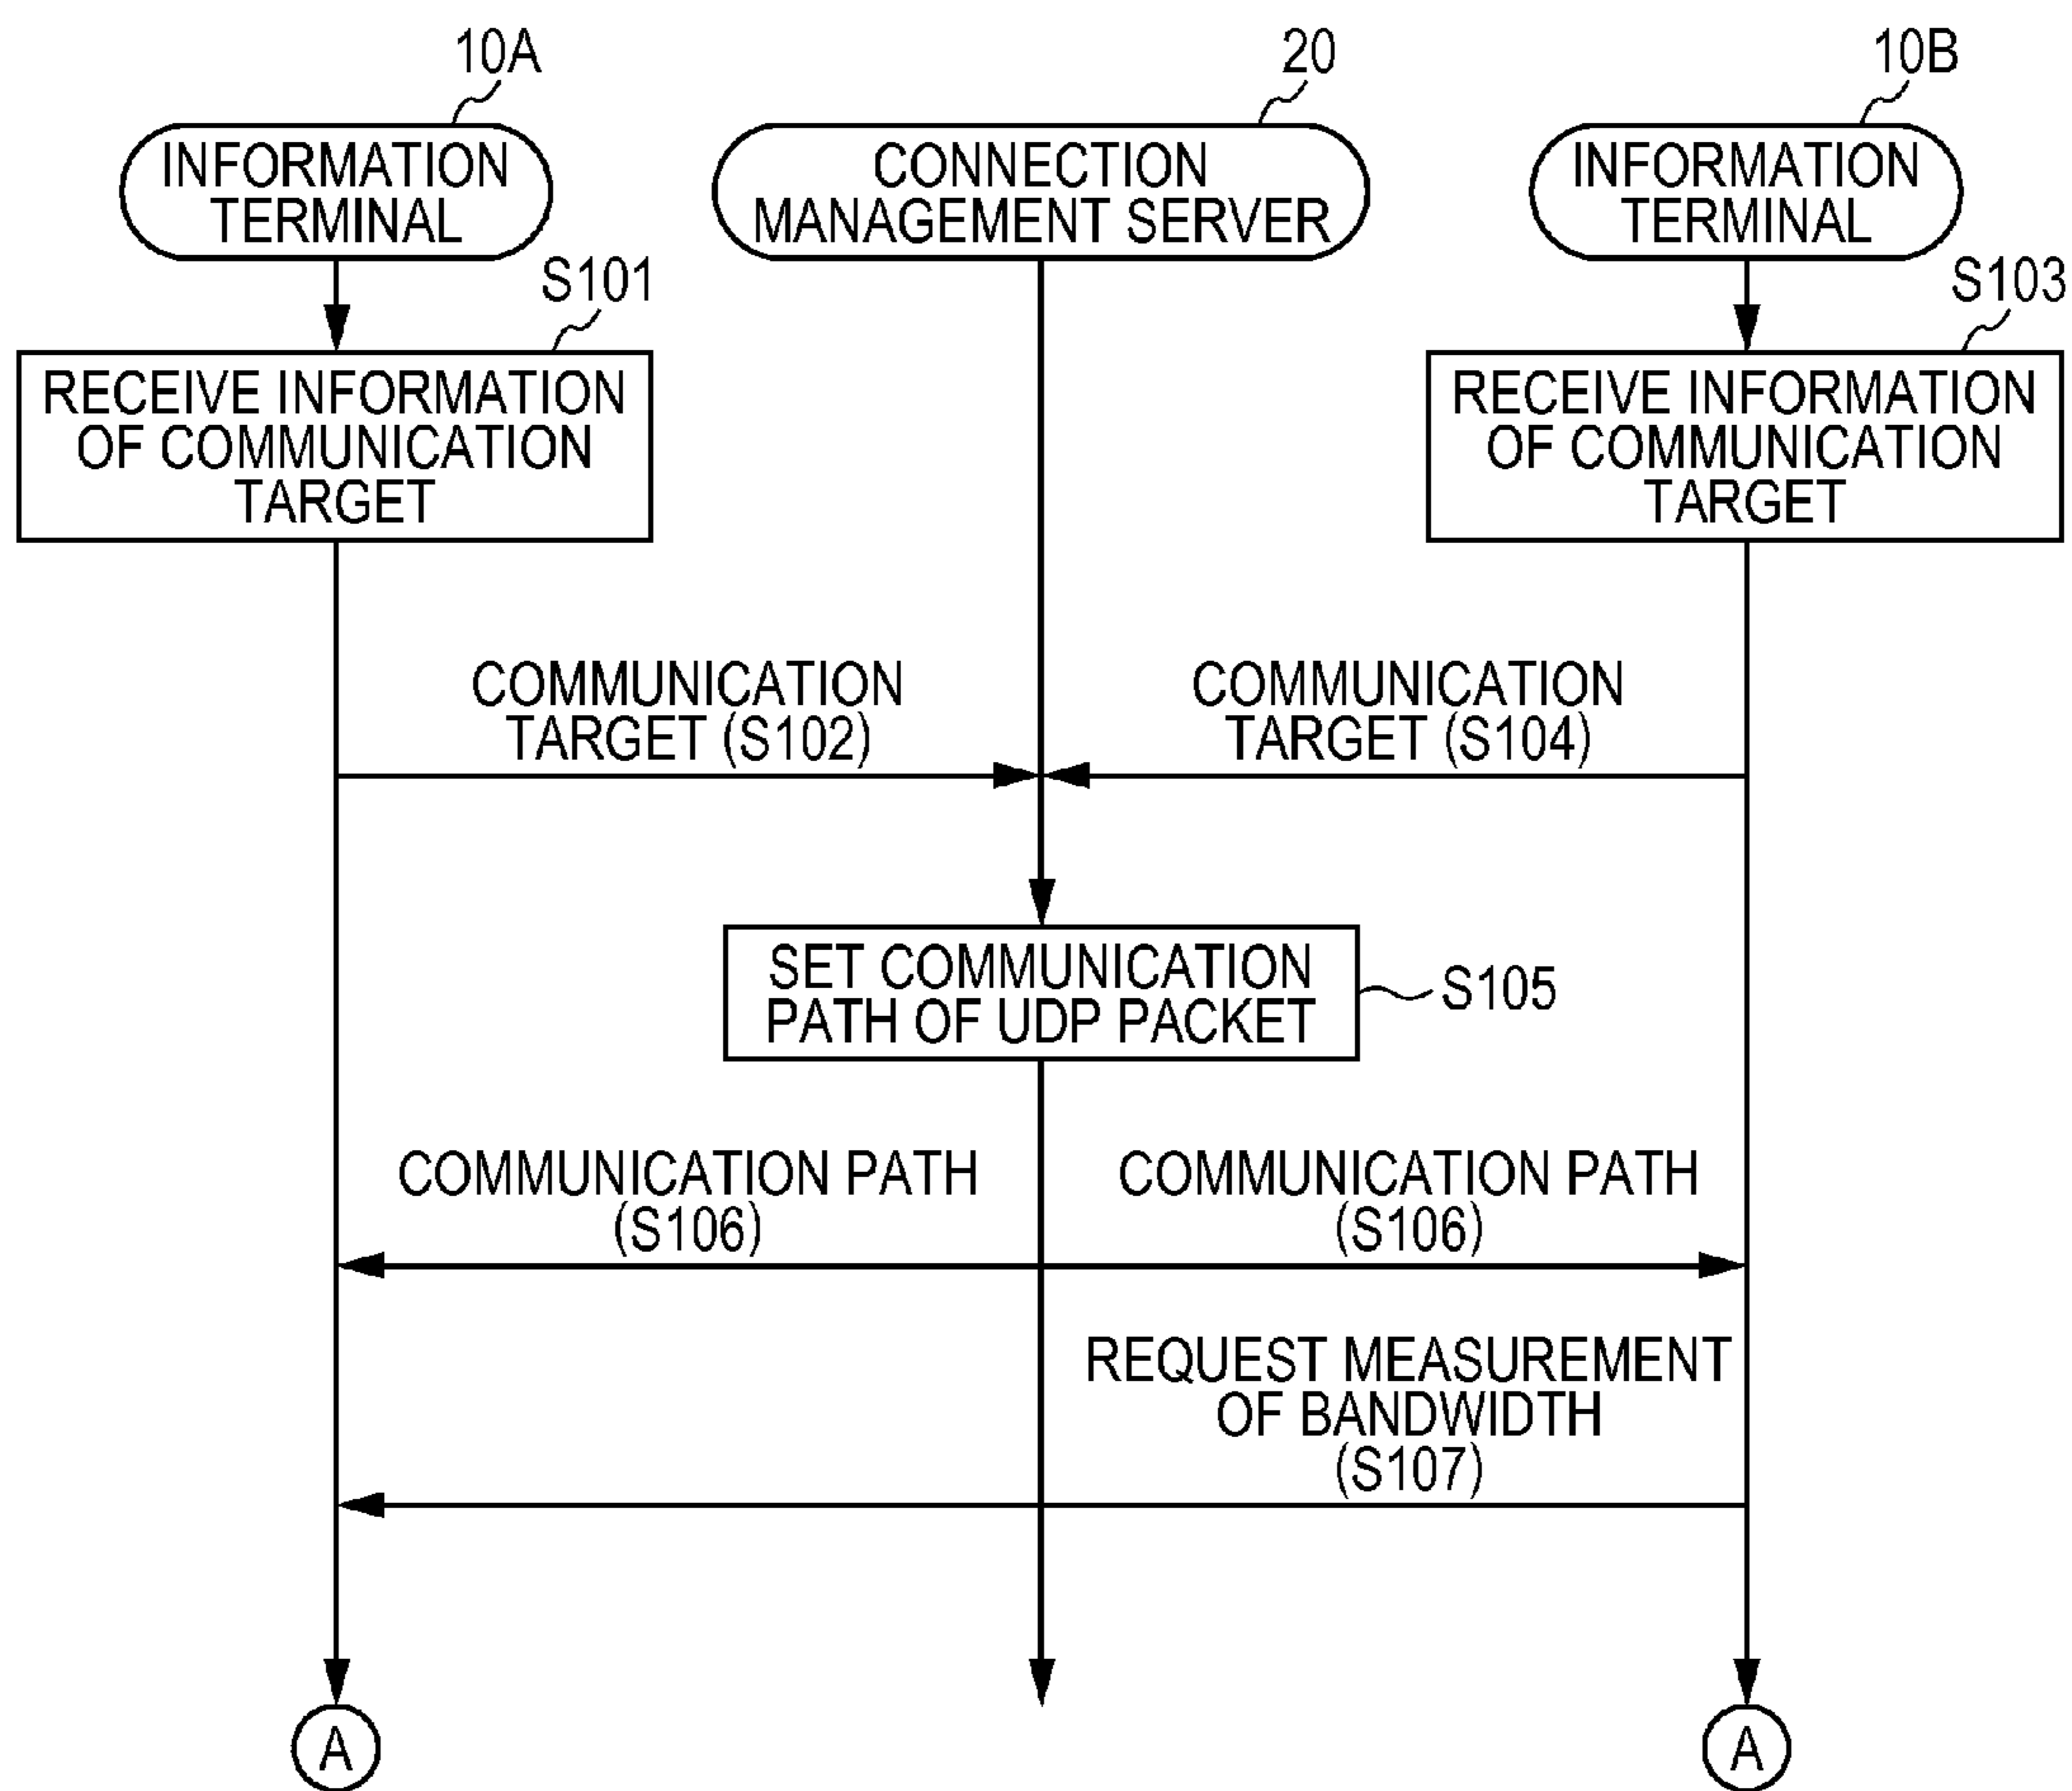 10A
20
10B
INFORMATION
TERMINAL
CONNECTION
MANAGEMENT SERVER
INFORMATION
TERMINAL
S101
S103
RECEIVE INFORMATION
OF COMMUNICATION
TARGET
RECEIVE INFORMATION
OF COMMUNICATION
TARGET
COMMUNICATION
TARGET (S102)
COMMUNICATION
TARGET (S104)
SET COMMUNICATION
PATH OF UDP PACKET
S105
COMMUNICATION PATH
(S106)
COMMUNICATION PATH
(S106)
REQUEST MEASUREMENT
OF BANDWIDTH
(S107)
A
A